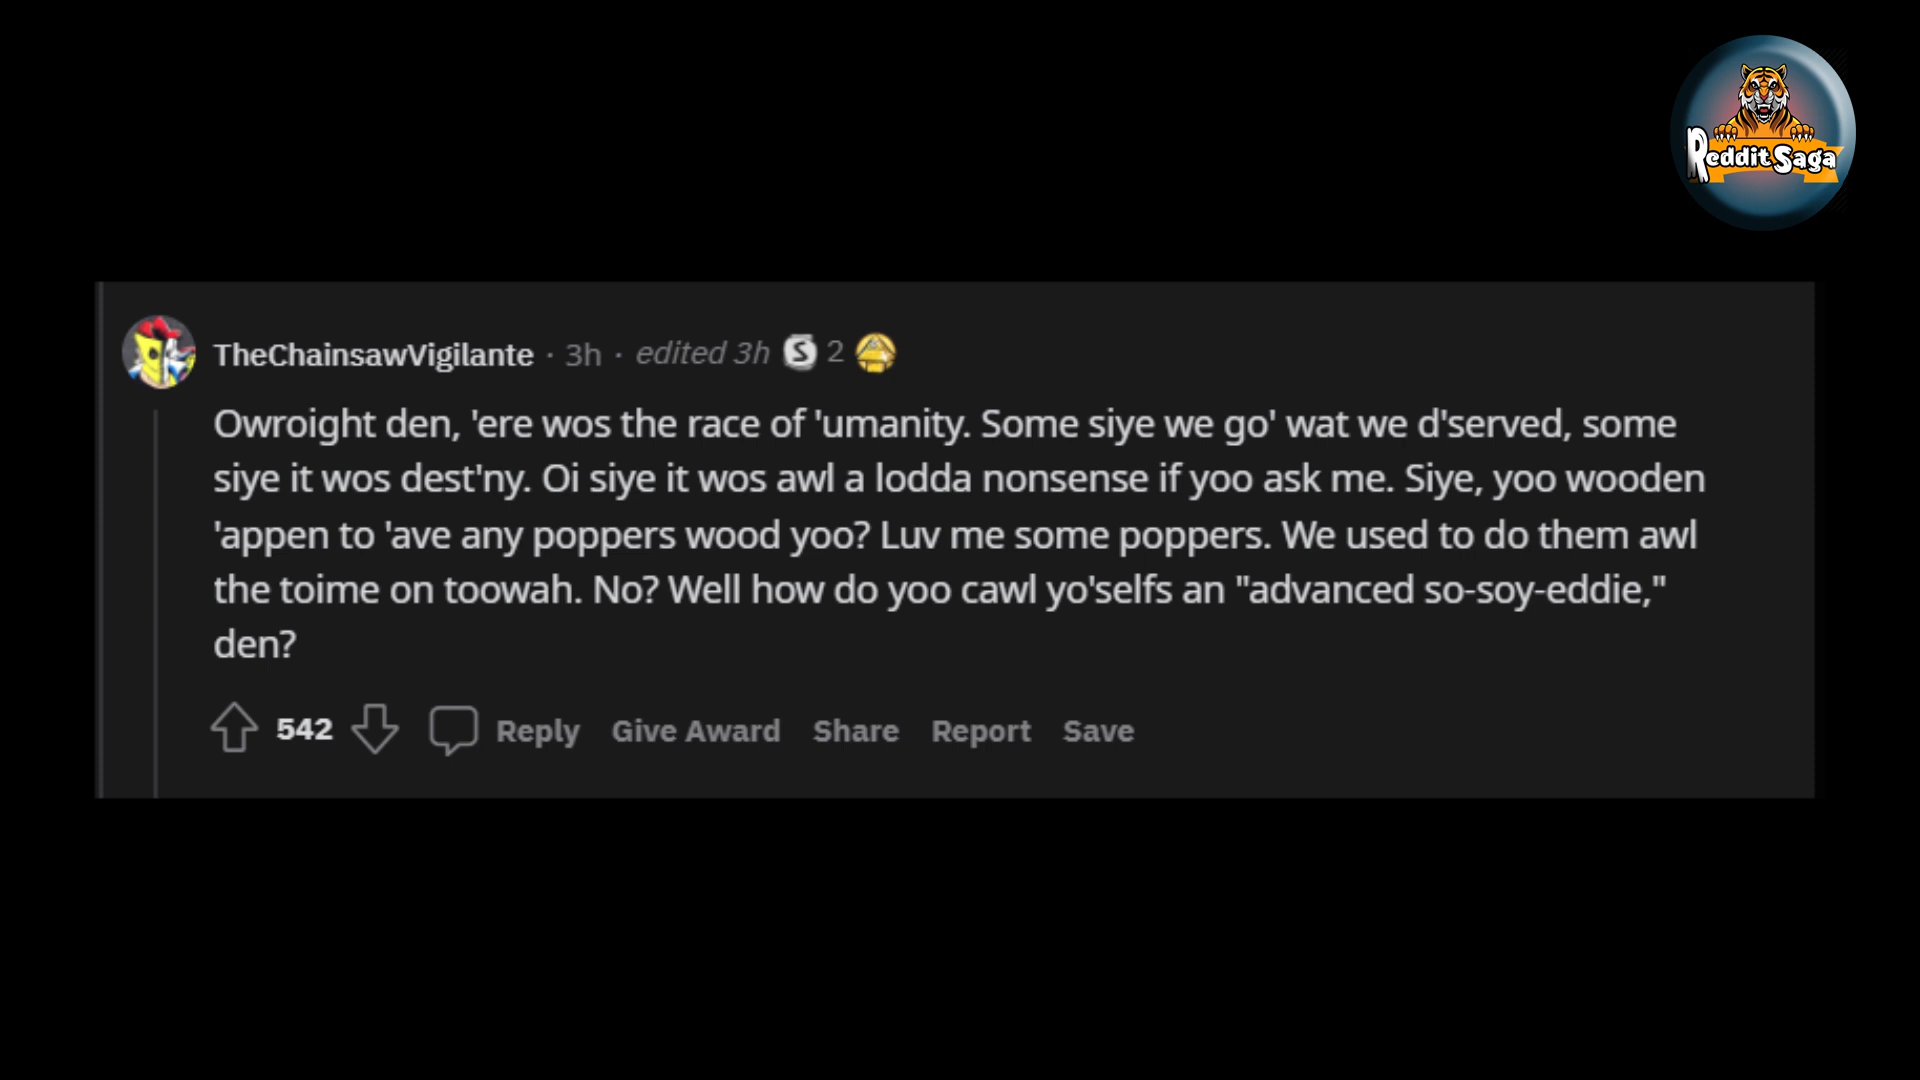 Reddit Saga
TheChainsawVigilante · 3h · edited 3h S 2
Owroight den, 'ere wos the race of 'umanity. Some siye we go' wat we d'served, some
siye it wos dest'ny. Oi siye it wos awl a lodda nonsense if yoo ask me. Siye, yoo wooden
'appen to 'ave any poppers wood yoo? Luv me some poppers. We used to do them awl
the toime on toowah. No? Well how do yoo cawl yo'selfs an "advanced so-soy-eddie,"
den?
542 Reply Give Award Share Report Save